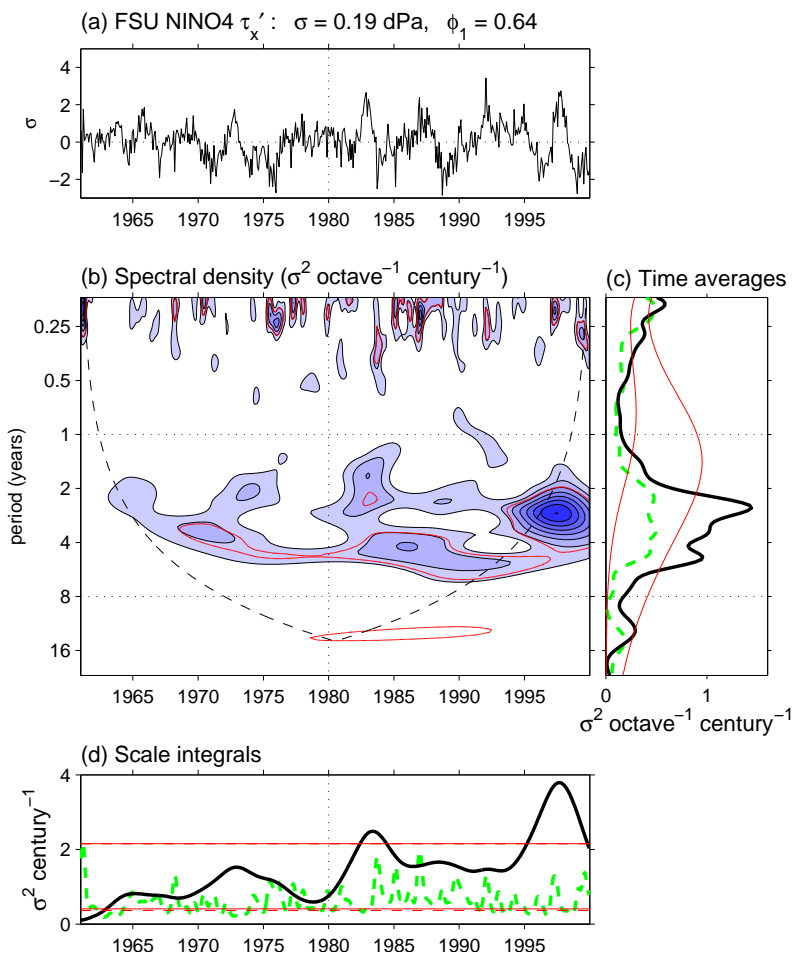 (a) FSU NINO4 τx′ : σ = 0.19 dPa, ϕ1 = 0.64
4
2
0
−2
σ
1965 1970 1975 1980 1985 1990 1995
(b) Spectral density (σ2 octave−1 century−1)
(c) Time averages
0.25
0.5
1
2
4
8
16
period (years)
1965 1970 1975 1980 1985 1990 1995
0 1
σ2 octave−1 century−1
(d) Scale integrals
4
2
0
σ2 century−1
1965 1970 1975 1980 1985 1990 1995